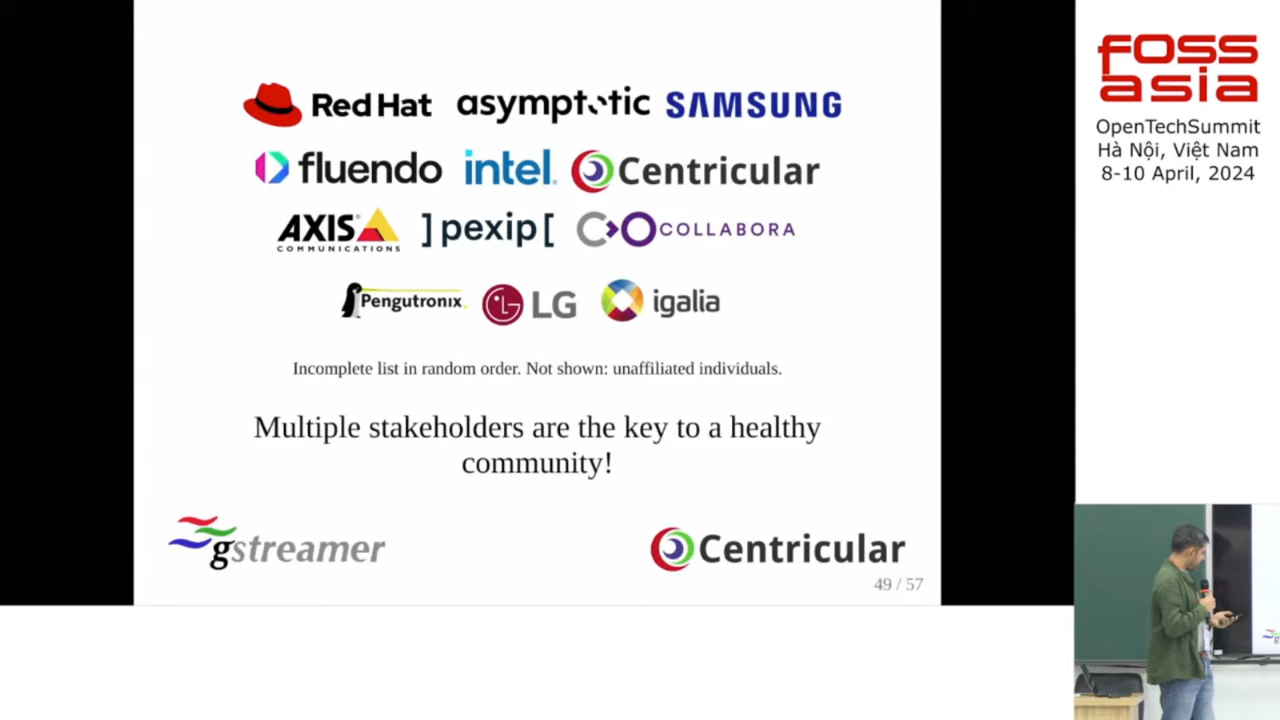 Red Hat asymptotic SAMSUNG
fluendo intel. Centricular
AXIS
COMMUNICATIONS
]pexip[ COLLABORA
Pengutronix LG igalia
Incomplete list in random order. Not shown: unaffiliated individuals.
Multiple stakeholders are the key to a healthy
community!
gstreamer Centricular
49 / 57
FOSS
asia
OpenTechSummit
Hà Nội, Việt Nam
8-10 April, 2024